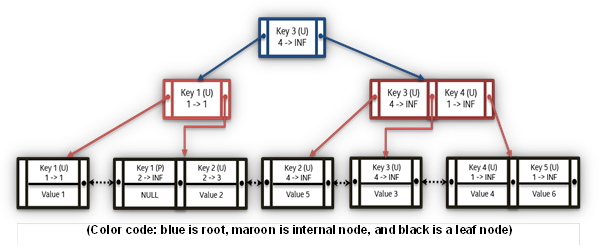 Key 3 (U)
4 -> INF
Key 1 (U)
1 -> 1
Key 3 (U)
4 -> INF
Key 4 (U)
1 -> INF
Key 1 (U)
1 -> 1
Value 1
Key 1 (P)
2 -> INF
NULL
Key 2 (U)
2 -> 3
Value 2
Key 2 (U)
4 -> INF
Value 5
Key 3 (U)
4 -> INF
Value 3
Key 4 (U)
1 -> INF
Value 4
Key 5 (U)
1 -> INF
Value 6
(Color code: blue is root, maroon is internal node, and black is a leaf node)